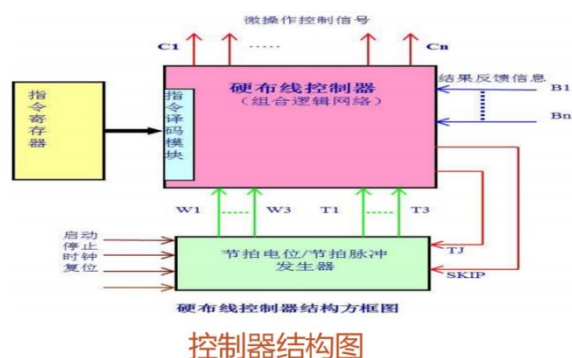 微操作控制信号
C1 ····· Cn
硬布线控制器
(组合逻辑网络)
结果反馈信息
B1
Bn
指令寄存器
指令译码模块
W1 W3 T1 T3
启动
停止
时钟
复位
节拍电位/节拍脉冲
发生器
TJ
SKIP
硬布线控制器结构方框图
控制器结构图